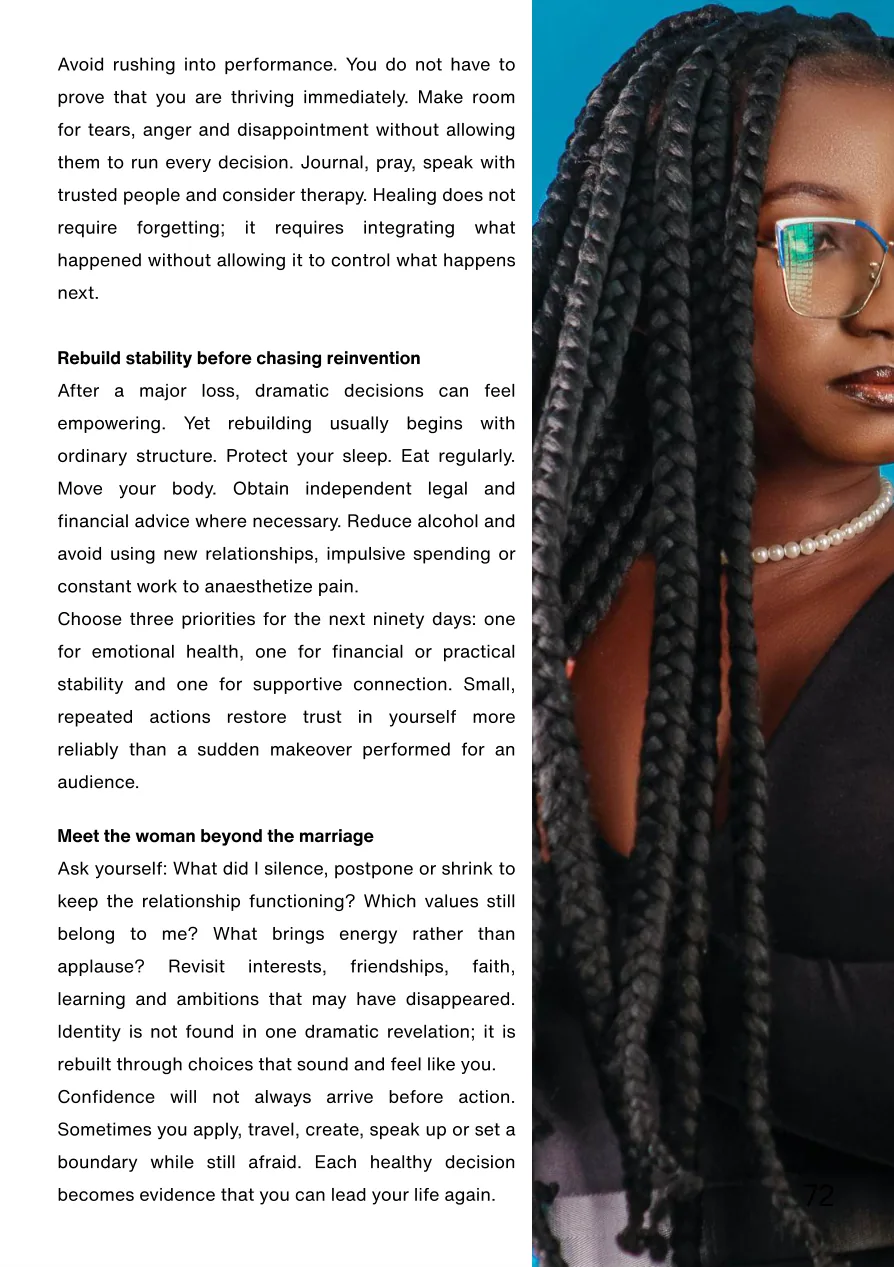 Avoid rushing into performance. You do not have to
prove that you are thriving immediately. Make room
for tears, anger and disappointment without allowing
them to run every decision. Journal, pray, speak with
trusted people and consider therapy. Healing does not
require forgetting; it requires integrating what
happened without allowing it to control what happens
next.
Rebuild stability before chasing reinvention
After a major loss, dramatic decisions can feel
empowering. Yet rebuilding usually begins with
ordinary structure. Protect your sleep. Eat regularly.
Move your body. Obtain independent legal and
financial advice where necessary. Reduce alcohol and
avoid using new relationships, impulsive spending or
constant work to anaesthetize pain.
Choose three priorities for the next ninety days: one
for emotional health, one for financial or practical
stability and one for supportive connection. Small,
repeated actions restore trust in yourself more
reliably than a sudden makeover performed for an
audience.
Meet the woman beyond the marriage
Ask yourself: What did I silence, postpone or shrink to
keep the relationship functioning? Which values still
belong to me? What brings energy rather than
applause? Revisit interests, friendships, faith,
learning and ambitions that may have disappeared.
Identity is not found in one dramatic revelation; it is
rebuilt through choices that sound and feel like you.
Confidence will not always arrive before action.
Sometimes you apply, travel, create, speak up or set a
boundary while still afraid. Each healthy decision
becomes evidence that you can lead your life again.
72